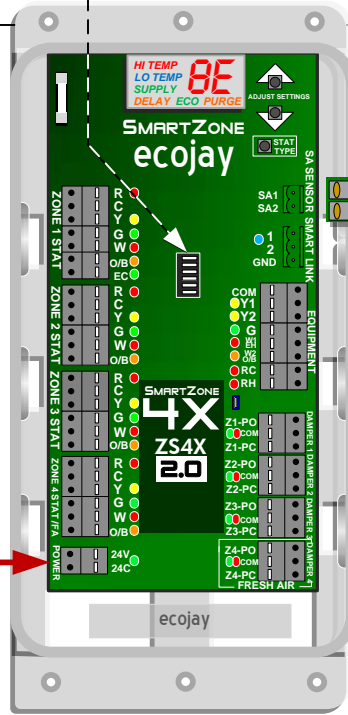 HI TEMP
LO TEMP
SUPPLY
DELAY ECO PURGE
8E
ADJUST SETTINGS
STAT
TYPE
SMARTZONE
ecojay
SA SENSOR
SA1
SA2
SMART LINK
1
2
GND
ZONE 1 STAT
R
C
Y
G
W
O/B
EC
ZONE 2 STAT
R
C
Y
G
W
O/B
ZONE 3 STAT
R
C
Y
G
W
O/B
ZONE 4 STAT/FA
R
C
Y
G
W
O/B
POWER
24V
24C
EQUIPMENT
COM
Y1
Y2
G
W1
EH
W2
O/B
RC
RH
SMARTZONE
4X
ZS4X
2.0
DAMPER 1
Z1-PO
COM
Z1-PC
DAMPER 2
Z2-PO
COM
Z2-PC
DAMPER 3
Z3-PO
COM
Z3-PC
DAMPER 4
Z4-PO
COM
Z4-PC
FRESH AIR
ecojay